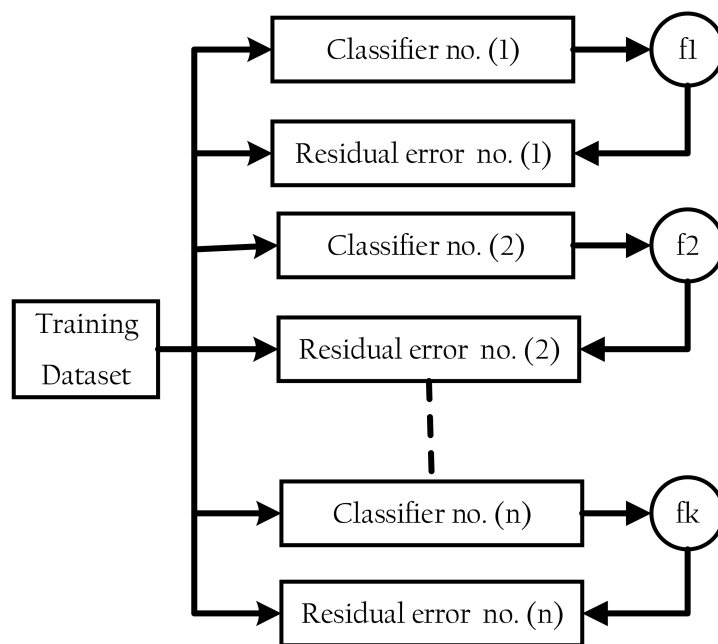 Classifier no. (1)
f1
Residual error no. (1)
Classifier no. (2)
f2
Training
Dataset
Residual error no. (2)
Classifier no. (n)
fk
Residual error no. (n)